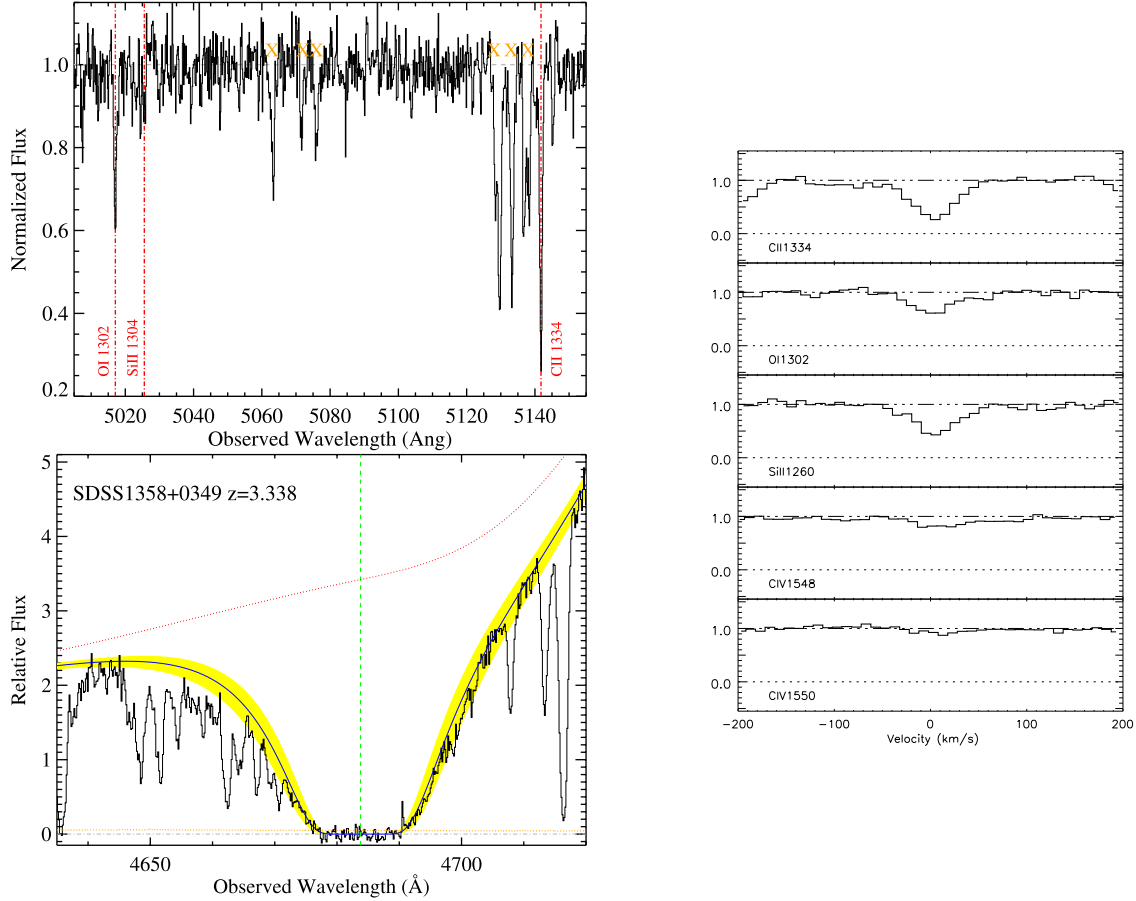 1.0
0.8
0.6
0.4
0.2
Normalized Flux
X X X X X X
OI 1302
SiII 1304
CII 1334
5020 5040 5060 5080 5100 5120 5140
Observed Wavelength (Ang)
SDSS1358+0349 z=3.338
5
4
3
2
1
0
Relative Flux
4650 4700
Observed Wavelength (Å)
1.0
0.0
CII1334
1.0
0.0
OI1302
1.0
0.0
SiII1260
1.0
0.0
CIV1548
1.0
0.0
CIV1550
−200 −100 0 100 200
Velocity (km/s)